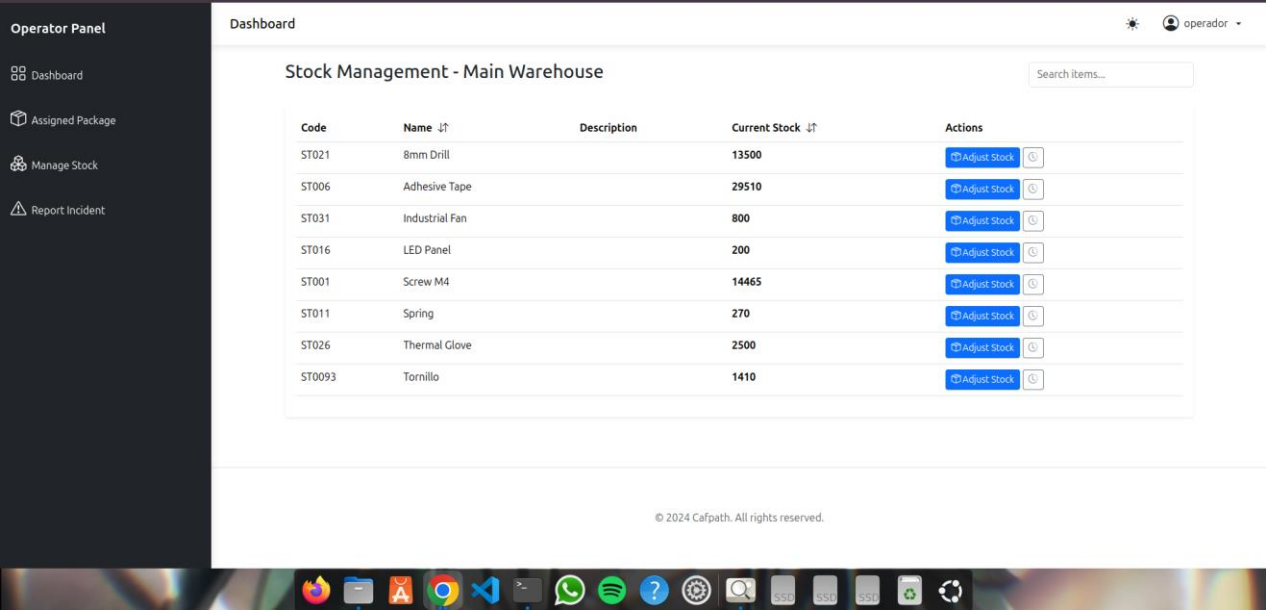 Operator Panel
Dashboard
Assigned Package
Manage Stock
Report Incident
Dashboard
operador
Stock Management - Main Warehouse
Search items...
Code Name Description Current Stock Actions
ST021 8mm Drill 13500 Adjust Stock
ST006 Adhesive Tape 29510 Adjust Stock
ST031 Industrial Fan 800 Adjust Stock
ST016 LED Panel 200 Adjust Stock
ST001 Screw M4 14465 Adjust Stock
ST011 Spring 270 Adjust Stock
ST026 Thermal Glove 2500 Adjust Stock
ST0093 Tornillo 1410 Adjust Stock
© 2024 Cafpath. All rights reserved.
SSD SSD SSD